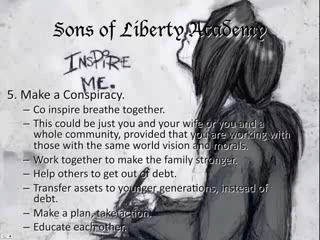 Sons of Liberty Academy
INSPIRE
ME.
5. Make a Conspiracy.
– Co inspire breathe together.
– This could be just you and your wife or you and a
whole community, provided that you are working with
those with the same world vision and morals.
– Work together to make the family stronger.
– Help others to get out of debt.
– Transfer assets to younger generations, instead of
debt.
– Make a plan, take action.
– Educate each other.